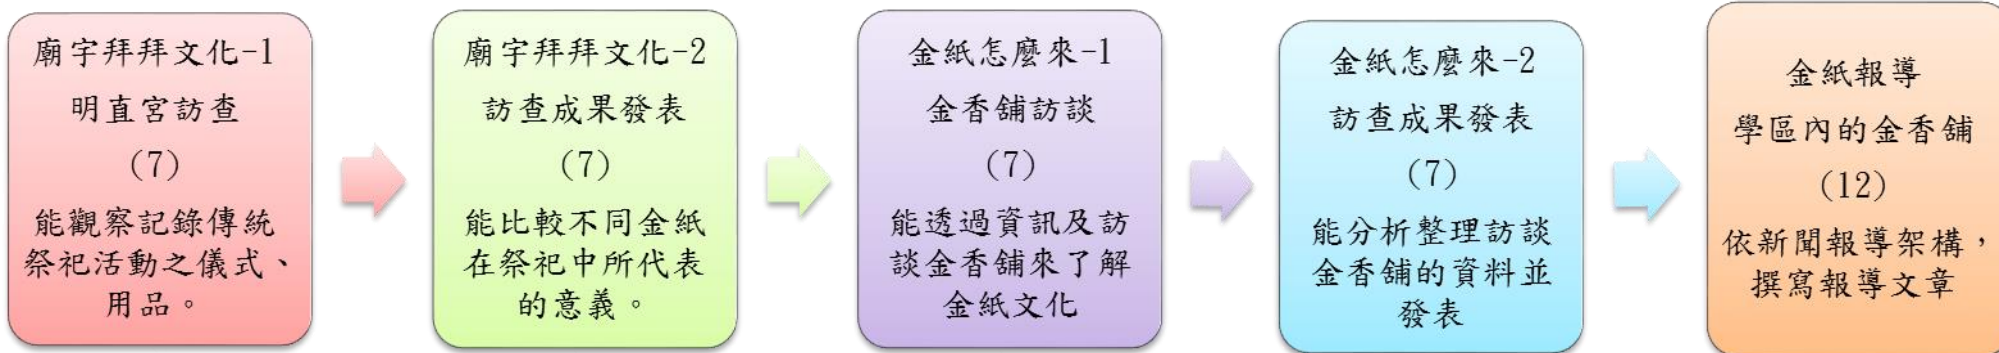 廟宇拜拜文化-1
明直宮訪查
(7)
能觀察記錄傳統
祭祀活動之儀式、
用品。
廟宇拜拜文化-2
訪查成果發表
(7)
能比較不同金紙
在祭祀中所代表
的意義。
金紙怎麼來-1
金香舖訪談
(7)
能透過資訊及訪
談金香舖來了解
金紙文化
金紙怎麼來-2
訪查成果發表
(7)
能分析整理訪談
金香舖的資料並
發表
金紙報導
學區內的金香舖
(12)
依新聞報導架構，
撰寫報導文章